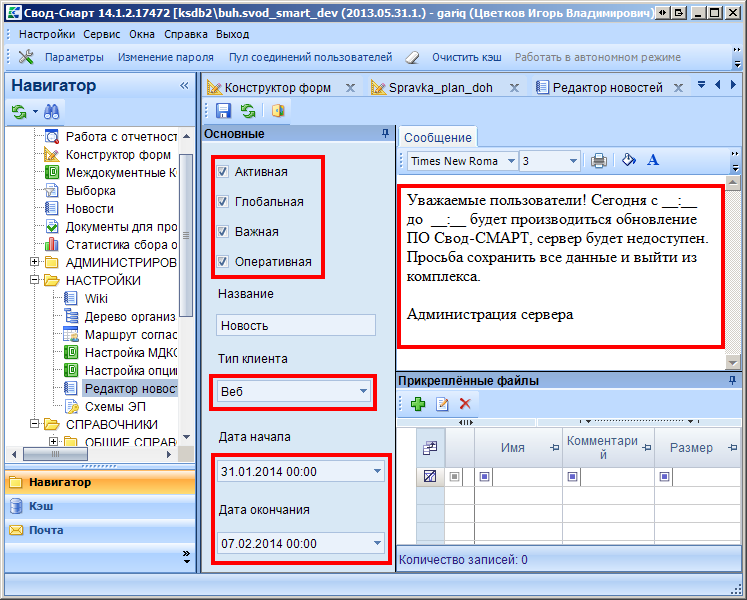 Свод-Смарт 14.1.2.17472 [ksdb2\buh.svod_smart_dev (2013.05.31.1.) - gariq (Цветков Игорь Владимирович)
Настройки Сервис Окна Справка Выход
Параметры Изменение пароля Пул соединений пользователей Очистить кэш Работать в автономном режиме
Навигатор
Конструктор форм Spravka_plan_doh Редактор новостей
Работа с отчетност
Конструктор форм
Междокументные К
Выборка
Новости
Документы для про
Статистика сбора о
АДМИНИСТРИРОВ
НАСТРОЙКИ
Wiki
Дерево организ
Маршрут соглас
Настройка МДКС
Настройка опци
Редактор новост
Схемы ЭП
СПРАВОЧНИКИ
ОБЩИЕ СПРАВ
Навигатор
Кэш
Почта
Основные
Активная
Глобальная
Важная
Оперативная
Название
Новость
Тип клиента
Веб
Дата начала
31.01.2014 00:00
Дата окончания
07.02.2014 00:00
Сообщение
Times New Roma 3
A
Уважаемые пользователи! Сегодня с __:__
до __:__ будет производиться обновление
ПО Свод-СМАРТ, сервер будет недоступен.
Просьба сохранить все данные и выйти из
комплекса.
Администрация сервера
Прикреплённые файлы
Имя Комментари Размер
й
Количество записей: 0